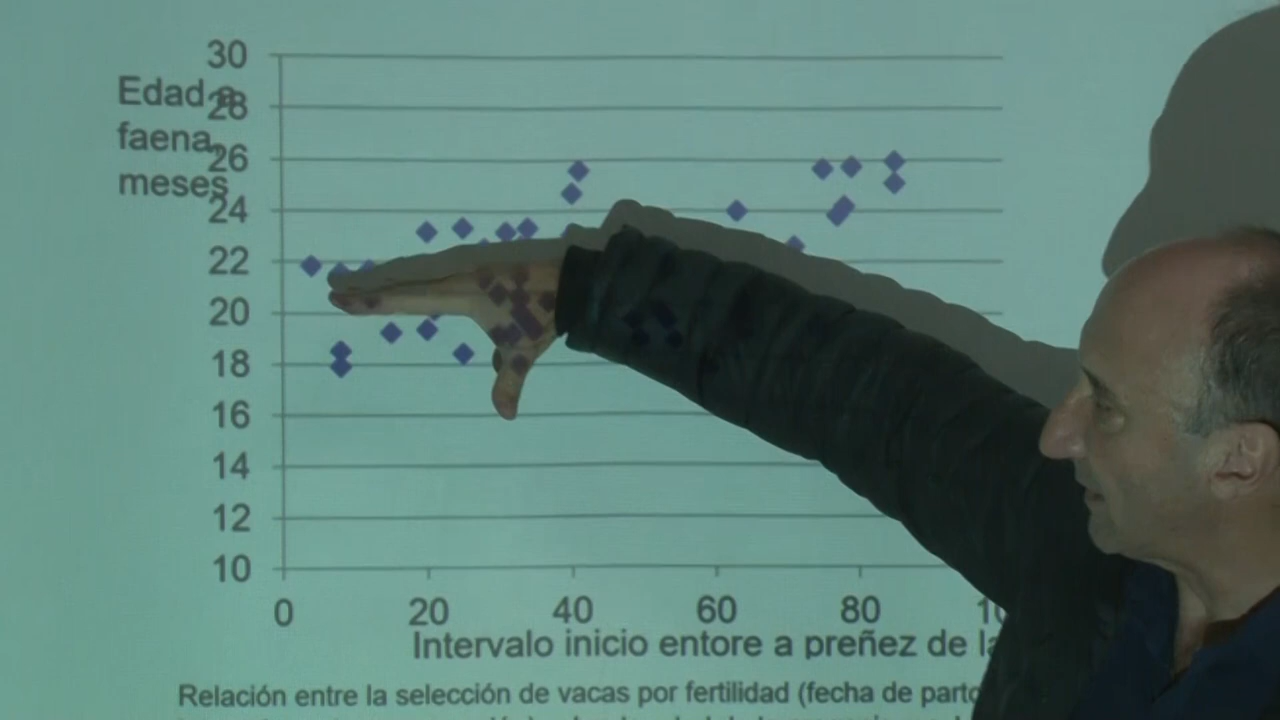 30
Edad a
28
faena,
26
meses
24
22
20
18
16
14
12
10
0 20 40 60 80
Intervalo inicio entore a preñez de
Relación entre la selección de vacas por fertilidad (fecha de parto